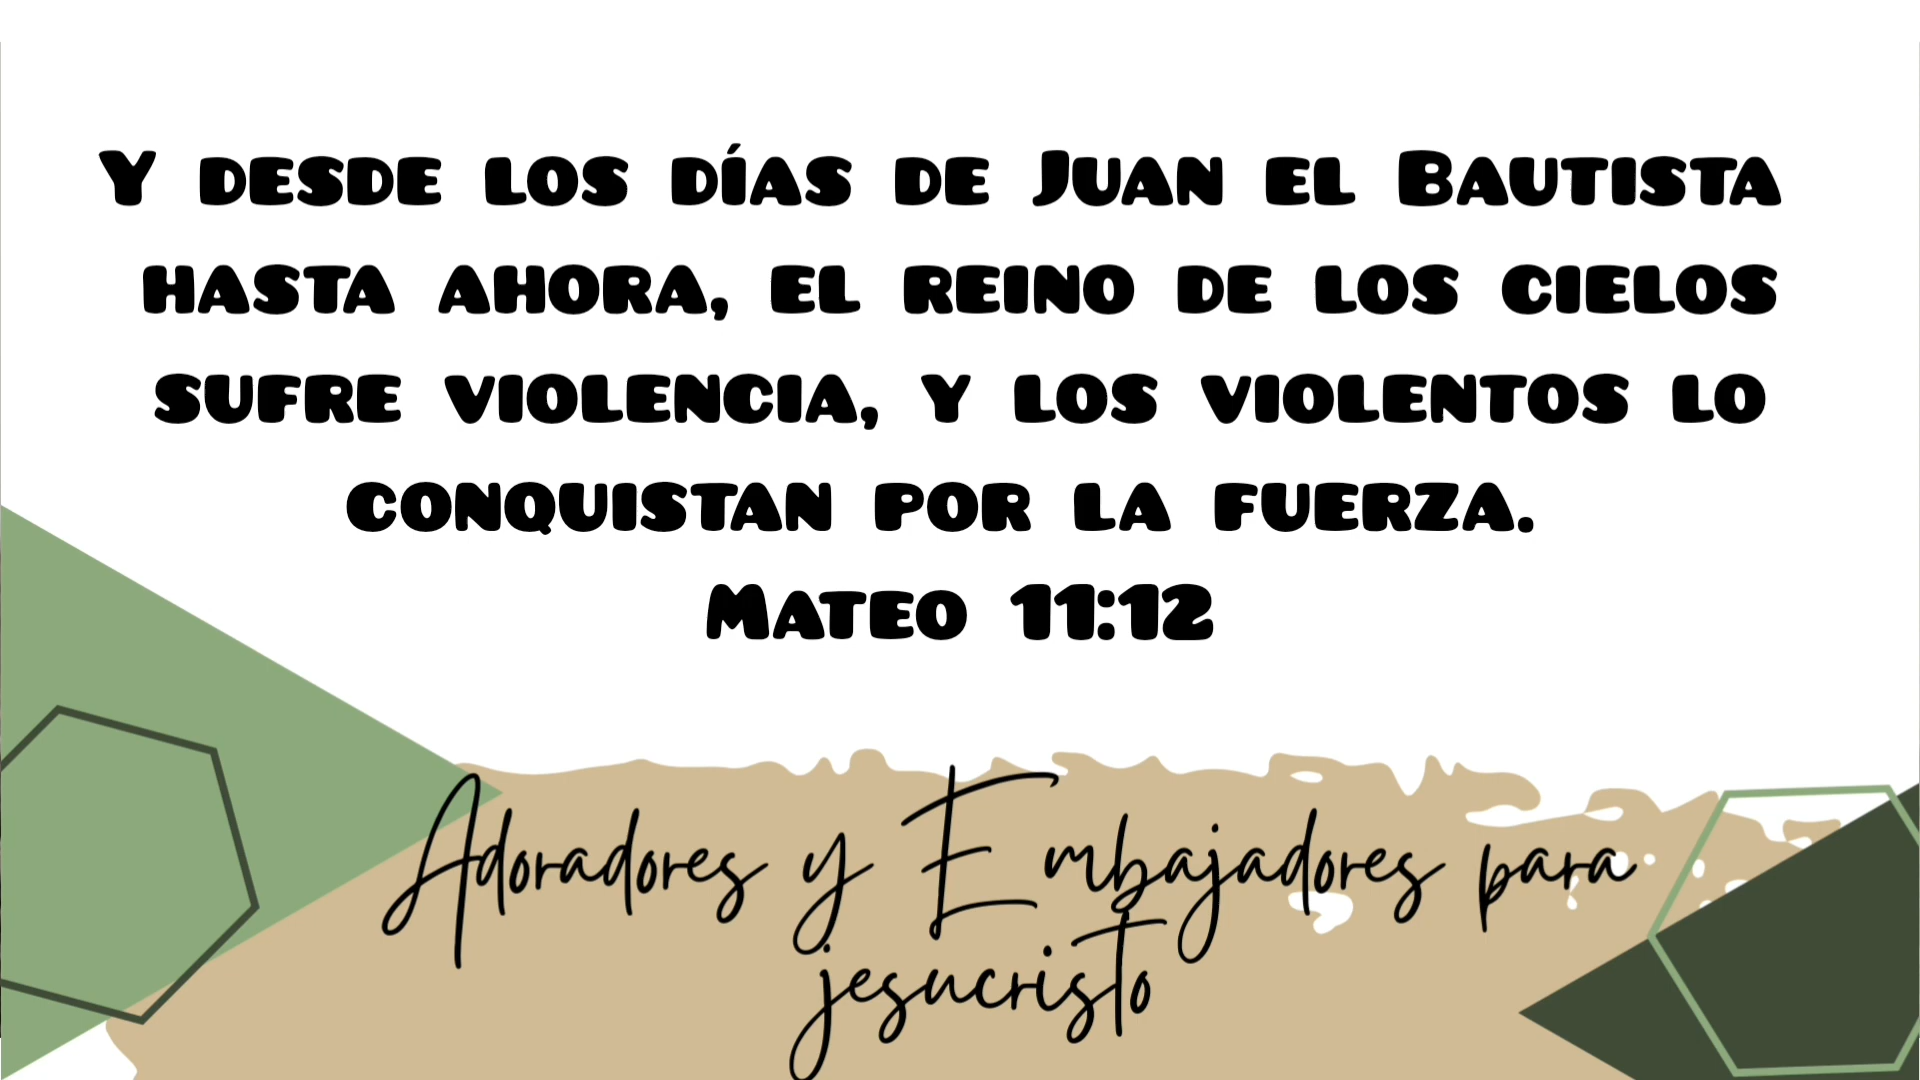 Y desde los días de Juan el Bautista
hasta ahora, el reino de los cielos
sufre violencia, y los violentos lo
conquistan por la fuerza.
Mateo 11:12
Adoradores y Embajadores para
jesucristo